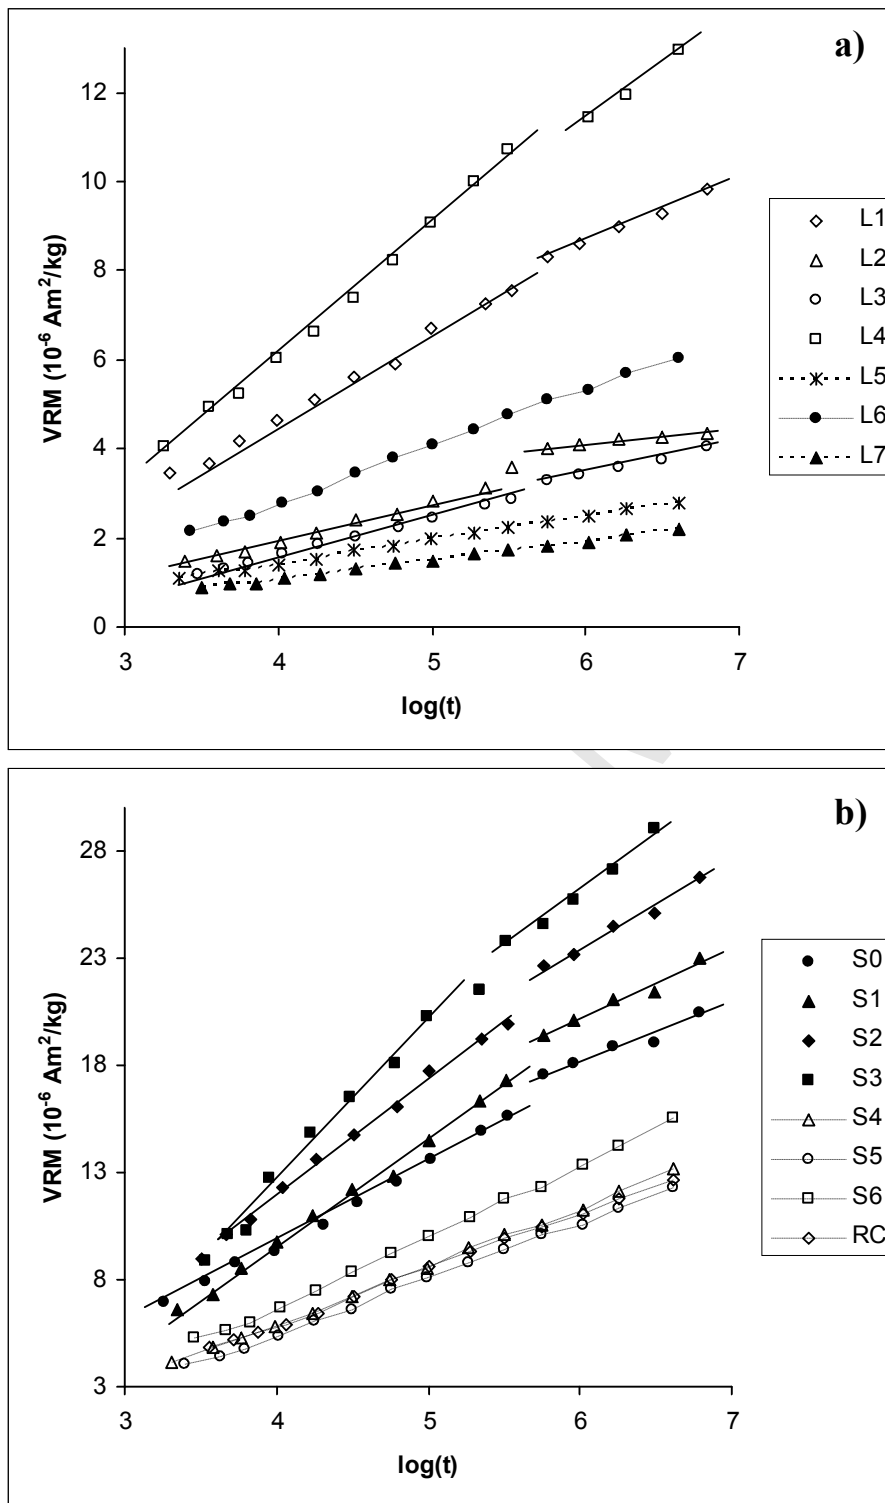 a)
12
10
8
6
4
2
0
VRM (10⁻⁶ Am²/kg)
3 4 5 6 7
log(t)
L1
L2
L3
L4
L5
L6
L7
b)
28
23
18
13
8
3
VRM (10⁻⁶ Am²/kg)
3 4 5 6 7
log(t)
S0
S1
S2
S3
S4
S5
S6
RC